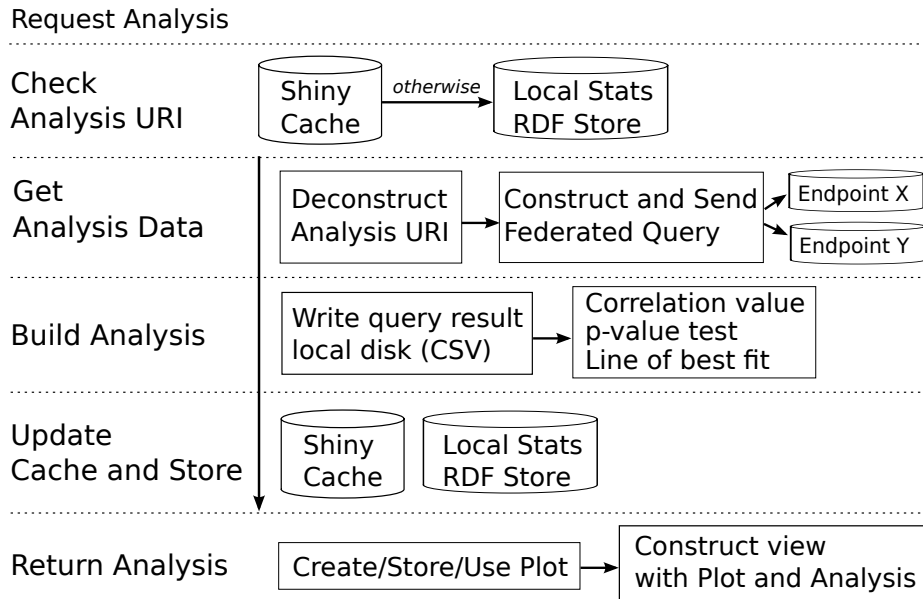 Request Analysis
Check
Analysis URI
Shiny
Cache
otherwise
Local Stats
RDF Store
Get
Analysis Data
Deconstruct
Analysis URI
Construct and Send
Federated Query
Endpoint X
Endpoint Y
Build Analysis
Write query result
local disk (CSV)
Correlation value
p-value test
Line of best fit
Update
Cache and Store
Shiny
Cache
Local Stats
RDF Store
Return Analysis
Create/Store/Use Plot
Construct view
with Plot and Analysis